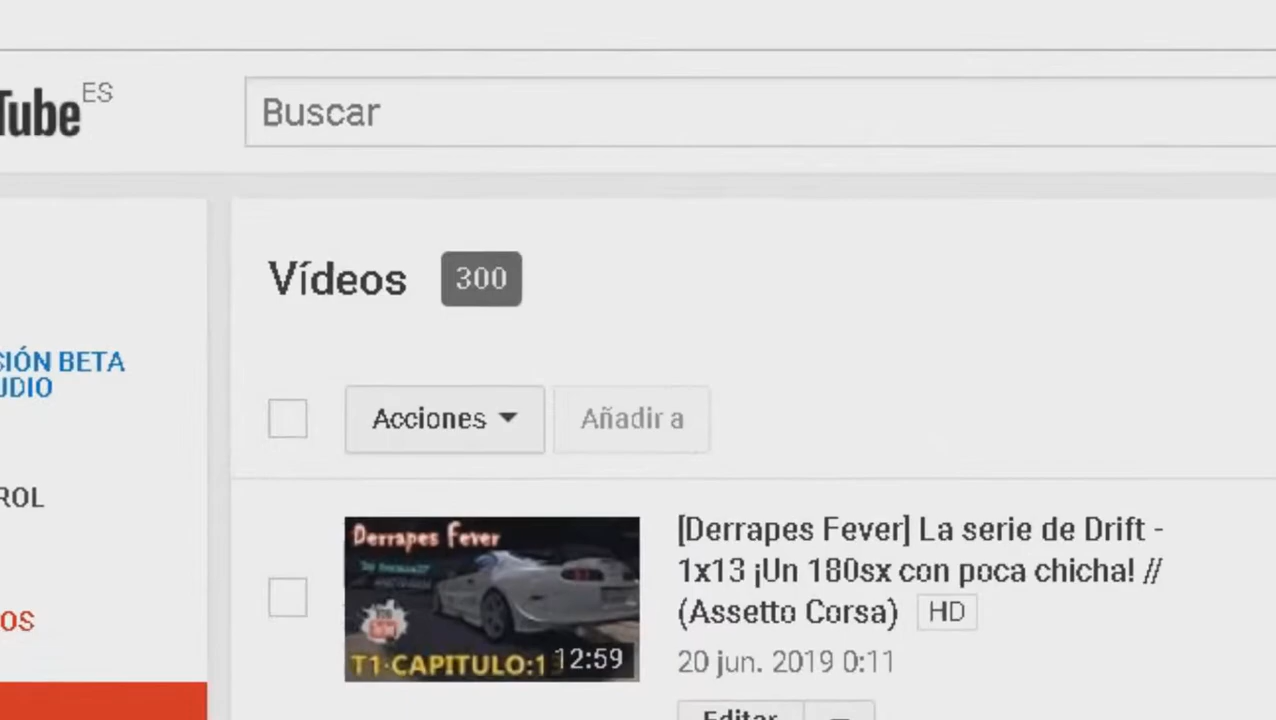 Tube ES
Buscar
Vídeos 300
SIÓN BETA
UDIO
Acciones
Añadir a
ROL
Derrapes Fever
[Derrapes Fever] La serie de Drift -
1x13 ¡Un 180sx con poca chicha! //
(Assetto Corsa) HD
OS
T1·CAPITULO:1
12:59
20 jun. 2019 0:11
Editar